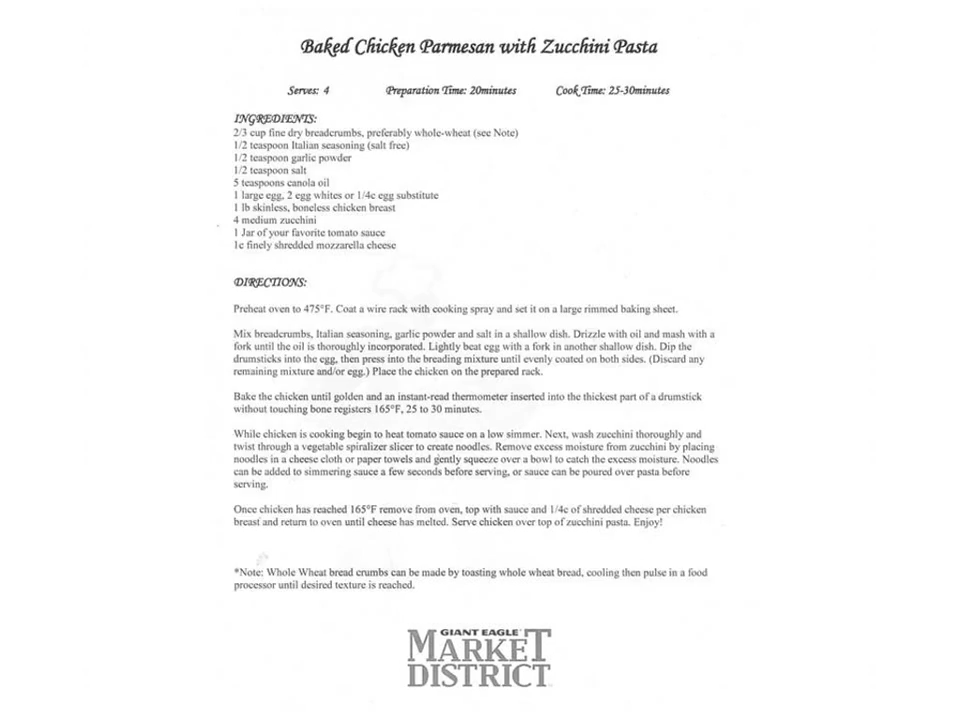 Baked Chicken Parmesan with Zucchini Pasta
Serves: 4 Preparation Time: 20minutes Cook Time: 25-30minutes
INGREDIENTS:
2/3 cup fine dry breadcrumbs, preferably whole-wheat (see Note)
1/2 teaspoon Italian seasoning (salt free)
1/2 teaspoon garlic powder
1/2 teaspoon salt
5 teaspoons canola oil
1 large egg, 2 egg whites or 1/4c egg substitute
1 lb skinless, boneless chicken breast
4 medium zucchini
1 Jar of your favorite tomato sauce
1c finely shredded mozzarella cheese
DIRECTIONS:
Preheat oven to 475°F. Coat a wire rack with cooking spray and set it on a large rimmed baking sheet.
Mix breadcrumbs, Italian seasoning, garlic powder and salt in a shallow dish. Drizzle with oil and mash with a
fork until the oil is thoroughly incorporated. Lightly beat egg with a fork in another shallow dish. Dip the
drumsticks into the egg, then press into the breading mixture until evenly coated on both sides. (Discard any
remaining mixture and/or egg.) Place the chicken on the prepared rack.
Bake the chicken until golden and an instant-read thermometer inserted into the thickest part of a drumstick
without touching bone registers 165°F, 25 to 30 minutes.
While chicken is cooking begin to heat tomato sauce on a low simmer. Next, wash zucchini thoroughly and
twist through a vegetable spiralizer slicer to create noodles. Remove excess moisture from zucchini by placing
noodles in a cheese cloth or paper towels and gently squeeze over a bowl to catch the excess moisture. Noodles
can be added to simmering sauce a few seconds before serving, or sauce can be poured over pasta before
serving.
Once chicken has reached 165°F remove from oven, top with sauce and 1/4c of shredded cheese per chicken
breast and return to oven until cheese has melted. Serve chicken over top of zucchini pasta. Enjoy!
*Note: Whole Wheat bread crumbs can be made by toasting whole wheat bread, cooling then pulse in a food
processor until desired texture is reached.
GIANT EAGLE
MARKET
DISTRICT